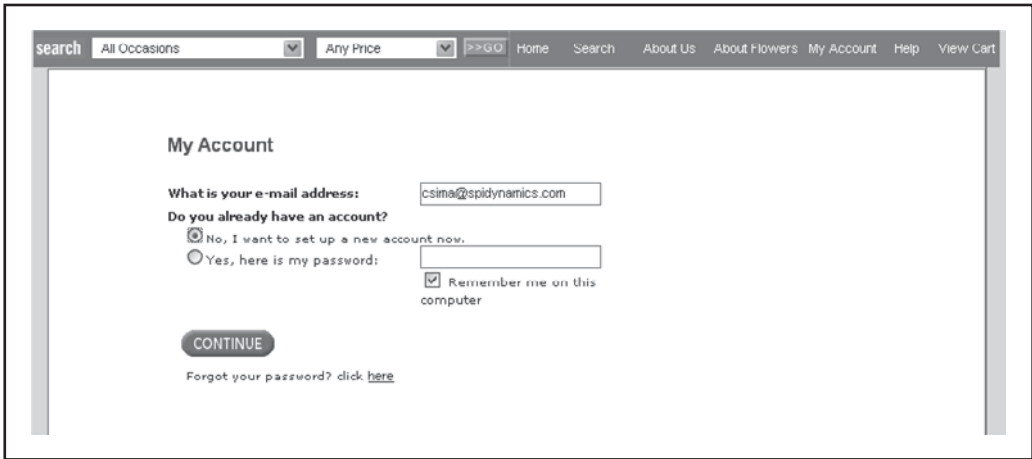 search All Occasions Any Price >>GO Home Search About Us About Flowers My Account Help View Cart
My Account
What is your e-mail address: csima@spidynamics.com
Do you already have an account?
No, I want to set up a new account now.
Yes, here is my password:
Remember me on this
computer
CONTINUE
Forgot your password? click here